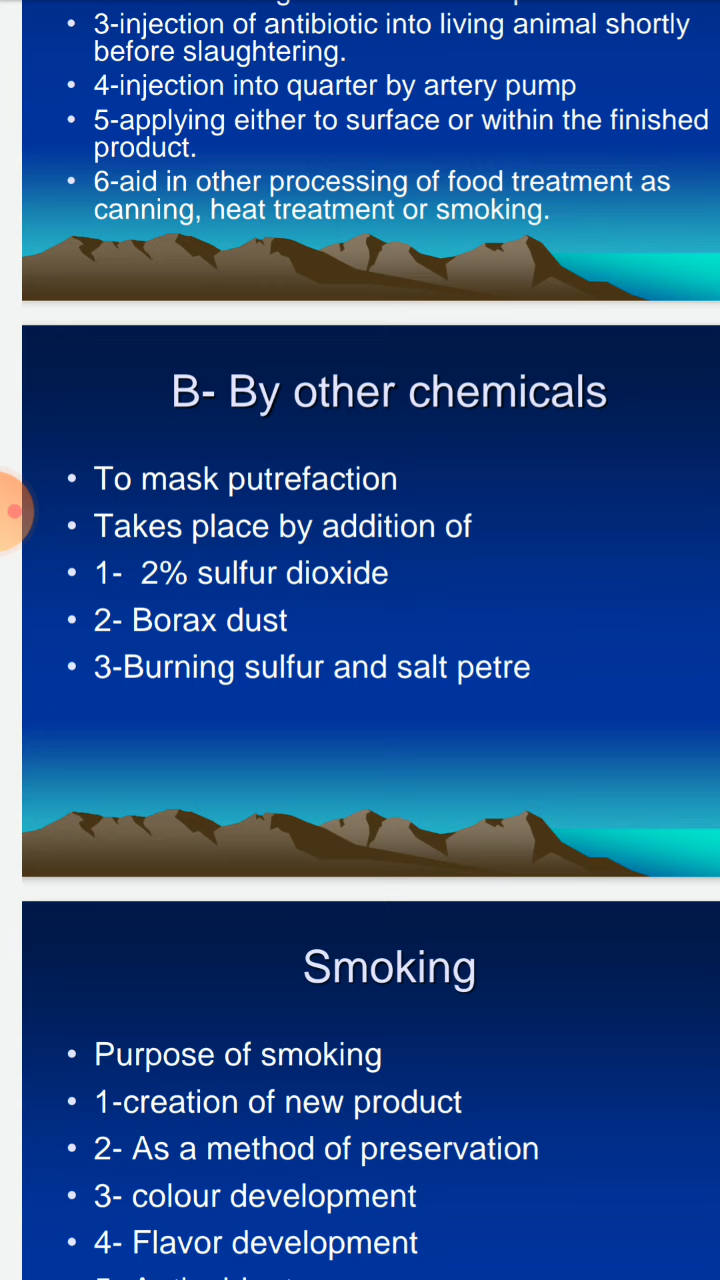 • 3-injection of antibiotic into living animal shortly
before slaughtering.
• 4-injection into quarter by artery pump
• 5-applying either to surface or within the finished
product.
• 6-aid in other processing of food treatment as
canning, heat treatment or smoking.
B- By other chemicals
• To mask putrefaction
• Takes place by addition of
• 1-  2% sulfur dioxide
• 2- Borax dust
• 3-Burning sulfur and salt petre
Smoking
• Purpose of smoking
• 1-creation of new product
• 2- As a method of preservation
• 3- colour development
• 4- Flavor development